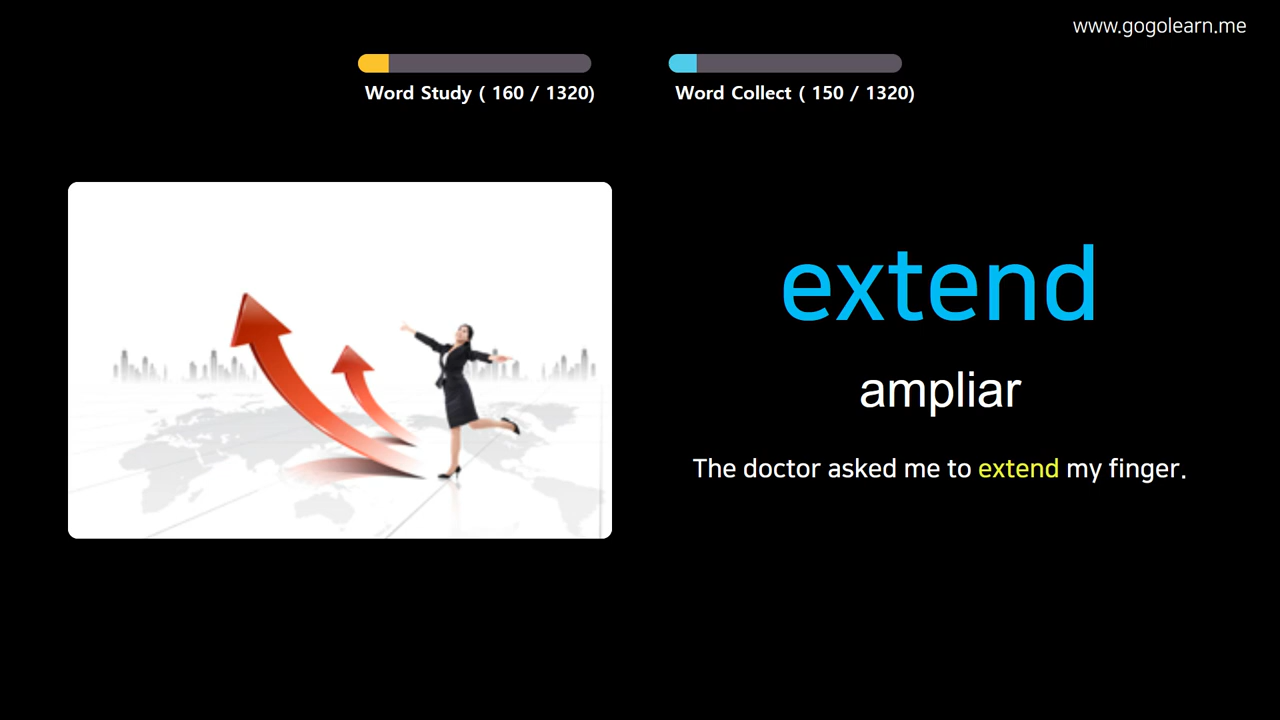 www.gogolearn.me
Word Study ( 160 / 1320)
Word Collect ( 150 / 1320)
extend
ampliar
The doctor asked me to extend my finger.